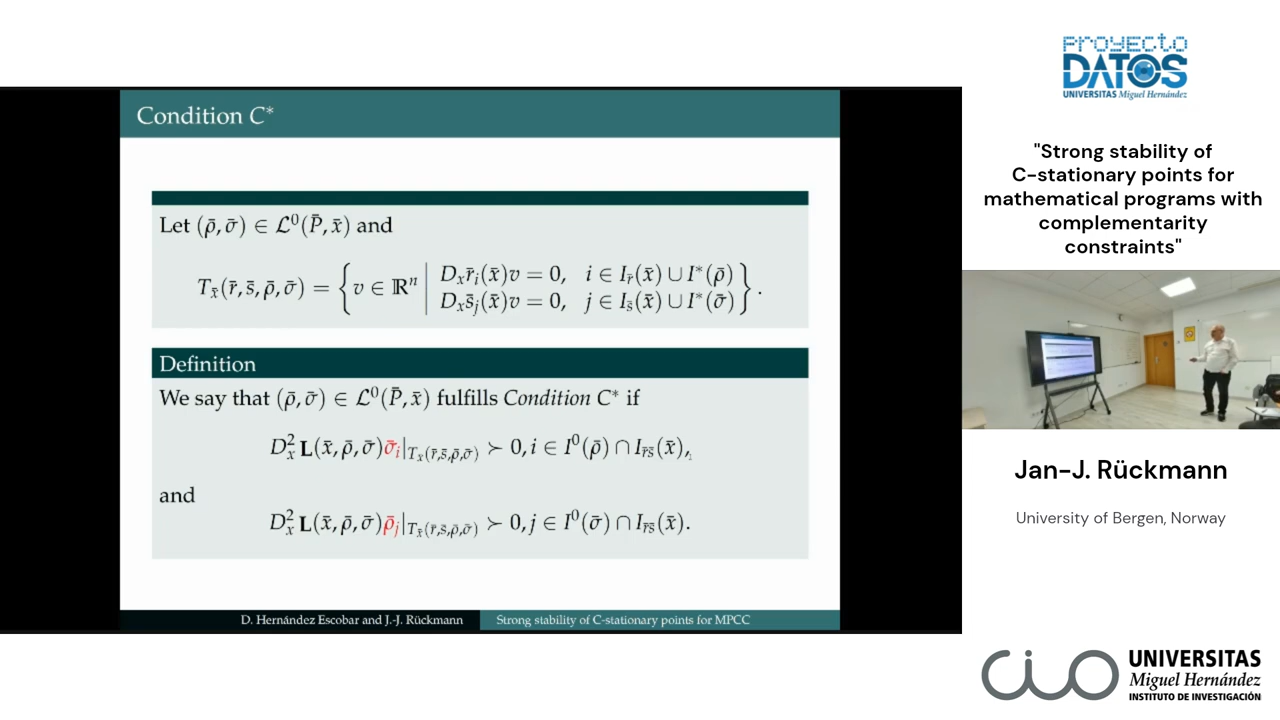 Condition C*
Let (ρ̄, σ̄) ∈ 𝓛⁰(P̄, x̄) and
T_x̄(r̄, s̄, ρ̄, σ̄) = { v ∈ ℝⁿ | D_x r̄_i(x̄)v = 0, i ∈ I_r̄(x̄) ∪ I*(ρ̄)
D_x s̄_j(x̄)v = 0, j ∈ I_s̄(x̄) ∪ I*(σ̄) } .
Definition
We say that (ρ̄, σ̄) ∈ 𝓛⁰(P̄, x̄) fulfills Condition C* if
D²_x L(x̄, ρ̄, σ̄)σ̄_i|_{T_x̄(r̄,s̄,ρ̄,σ̄)} ≻ 0, i ∈ I⁰(ρ̄) ∩ I_{r̄s̄}(x̄),
and
D²_x L(x̄, ρ̄, σ̄)ρ̄_j|_{T_x̄(r̄,s̄,ρ̄,σ̄)} ≻ 0, j ∈ I⁰(σ̄) ∩ I_{r̄s̄}(x̄).
D. Hernández Escobar and J.-J. Rückmann
Strong stability of C-stationary points for MPCC
PROYECTO
DATOS
UNIVERSITAS Miguel Hernández
"Strong stability of
C-stationary points for
mathematical programs with
complementarity
constraints"
Jan-J. Rückmann
University of Bergen, Norway
cio
UNIVERSITAS
Miguel Hernández
INSTITUTO DE INVESTIGACIÓN